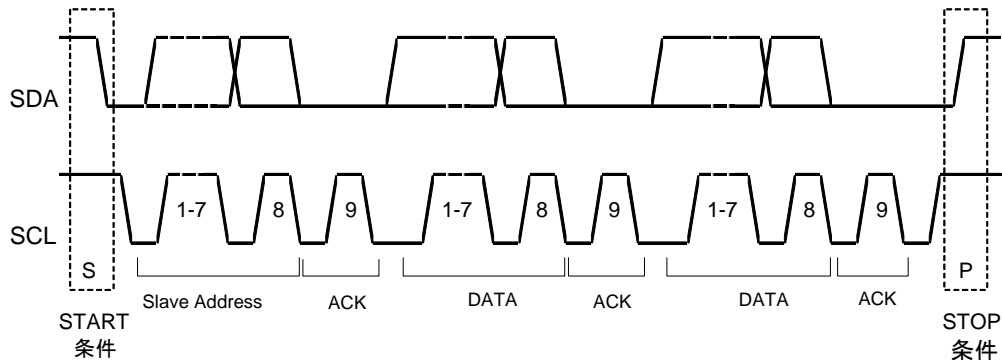 SDA
1-7 8 9 1-7 8 9 1-7 8 9
SCL
S P
Slave Address ACK DATA ACK DATA ACK
START
条件
STOP
条件